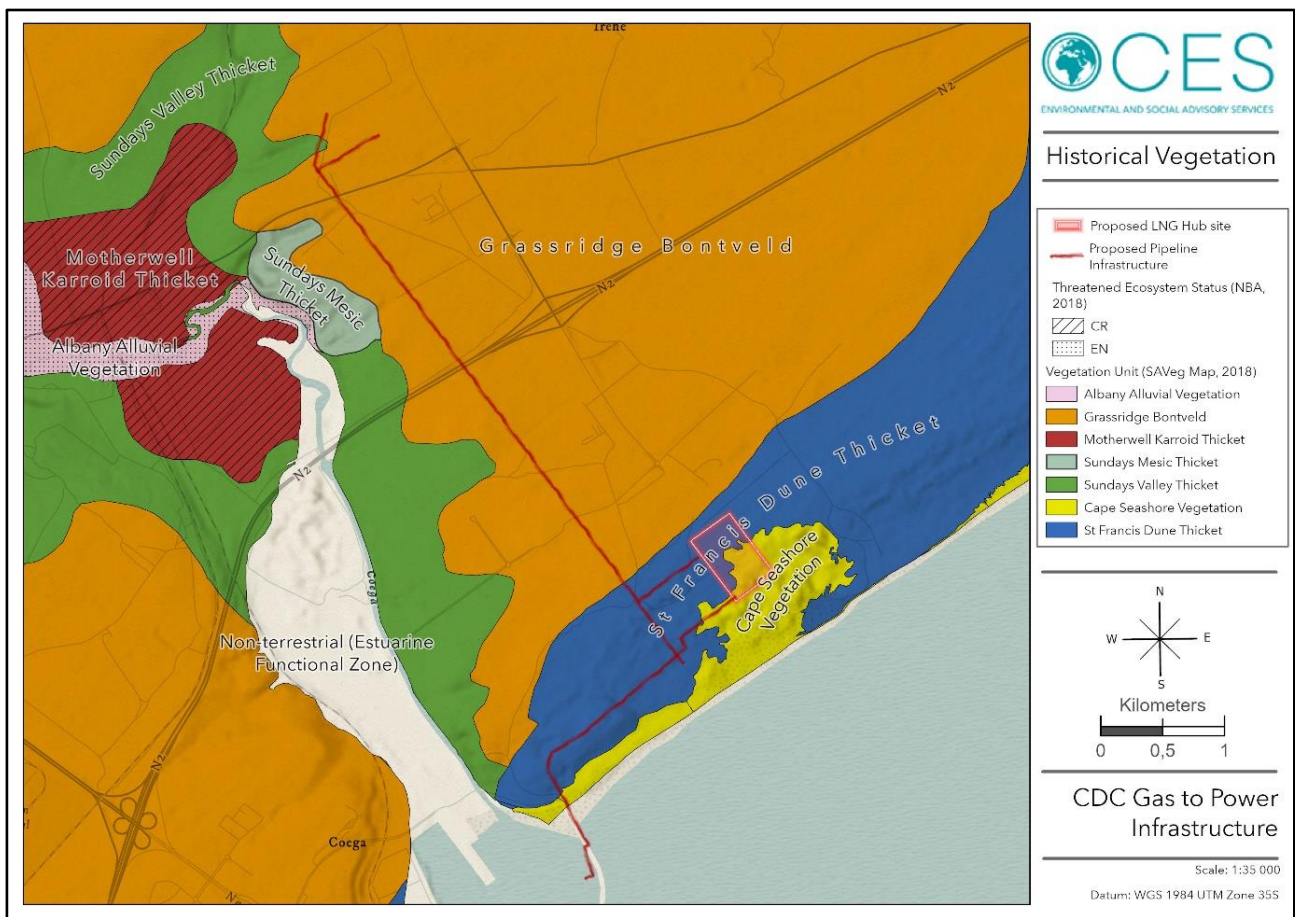 Irene
Sundays Valley Thicket
N2
Grassridge Bontveld
Motherwell
Karroid Thicket
Sundays Mesic
Thicket
N2
Albany Alluvial
Vegetation
N2
St Francis Dune Thicket
Cape Seashore
Vegetation
Coega
Non-terrestrial (Estuarine
Functional Zone)
N2
Coega
CES
ENVIRONMENTAL AND SOCIAL ADVISORY SERVICES
Historical Vegetation
Proposed LNG Hub site
Proposed Pipeline
Infrastructure
Threatened Ecosystem Status (NBA,
2018)
CR
EN
Vegetation Unit (SAVeg Map, 2018)
Albany Alluvial Vegetation
Grassridge Bontveld
Motherwell Karroid Thicket
Sundays Mesic Thicket
Sundays Valley Thicket
Cape Seashore Vegetation
St Francis Dune Thicket
N
W E
S
Kilometers
0 0,5 1
CDC Gas to Power
Infrastructure
Scale: 1:35 000
Datum: WGS 1984 UTM Zone 35S